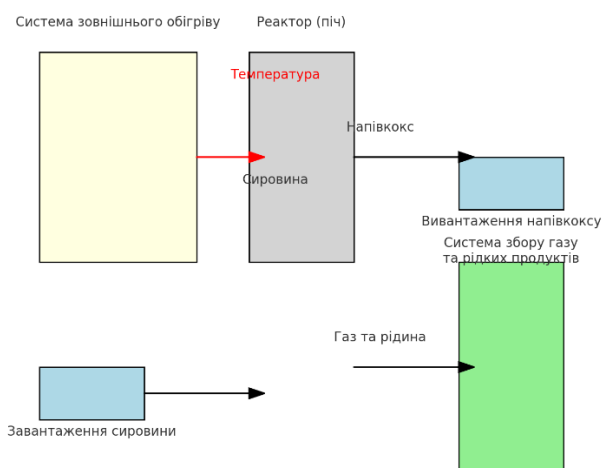 Система зовнішнього обігріву
Реактор (піч)
Температура
Напівкокс
Сировина
Вивантаження напівкоксу
Система збору газу
та рідких продуктів
Газ та рідина
Завантаження сировини